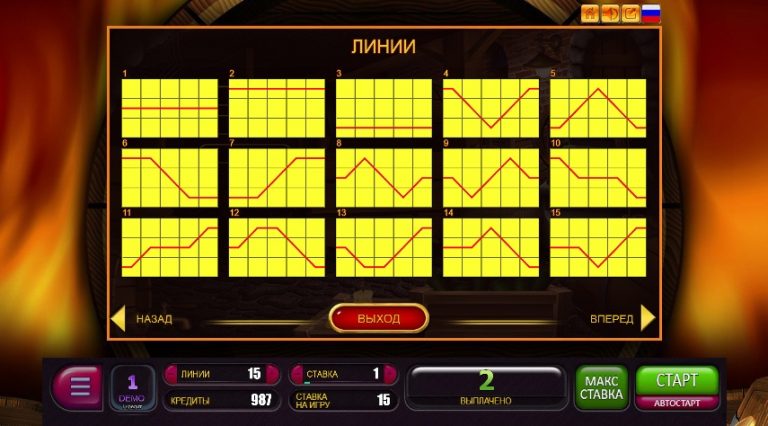 ЛИНИИ
1 2 3 4 5
6 7 8 9 10
11 12 13 14 15
НАЗАД ВЫХОД ВПЕРЕД
1
DEMO
ЛИНИИ 15
КРЕДИТЫ 987
СТАВКА 1
СТАВКА
НА ИГРУ 15
2
ВЫПЛАЧЕНО
МАКС
СТАВКА
СТАРТ
АВТОСТАРТ